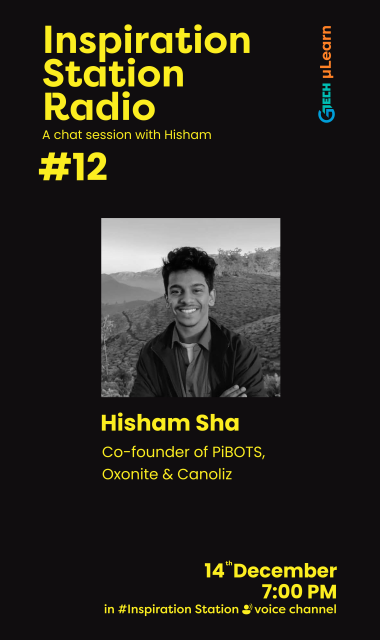 Inspiration
Station
Radio
A chat session with Hisham
#12
GTECH µLearn
Hisham Sha
Co-founder of PiBOTS,
Oxonite & Canoliz
14th December
7:00 PM
in #Inspiration Station voice channel